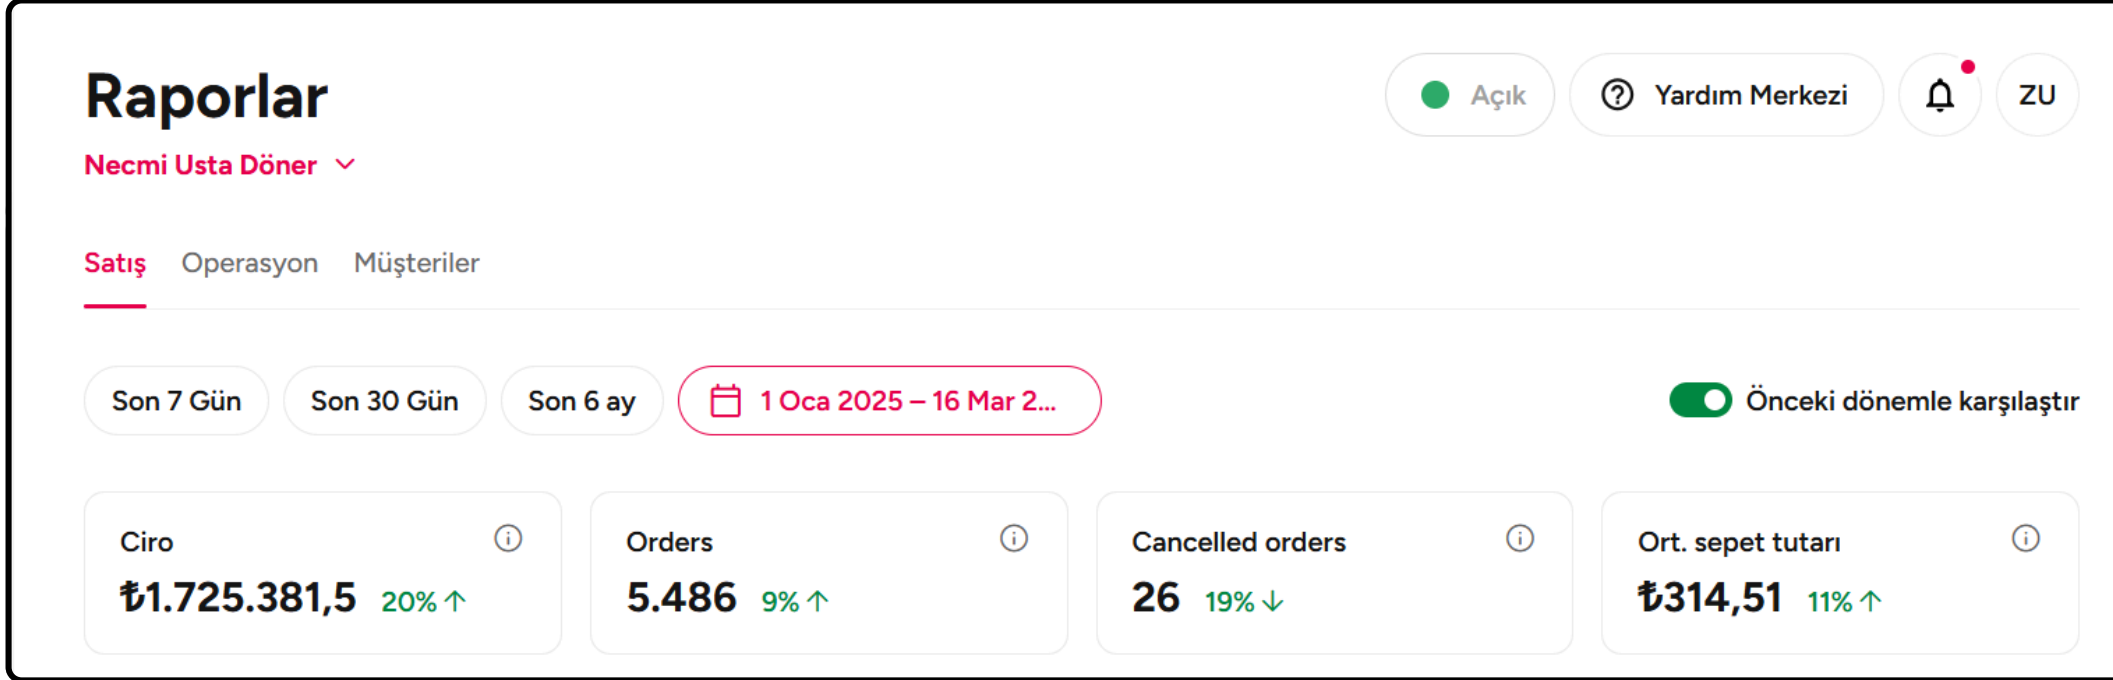 Raporlar
Açık
Yardım Merkezi
ZU
Necmi Usta Döner
Satış Operasyon Müşteriler
Son 7 Gün Son 30 Gün Son 6 ay 1 Oca 2025 – 16 Mar 2... Önceki dönemle karşılaştır
Ciro Orders Cancelled orders Ort. sepet tutarı
₺1.725.381,5 20% ↑ 5.486 9% ↑ 26 19% ↓ ₺314,51 11% ↑